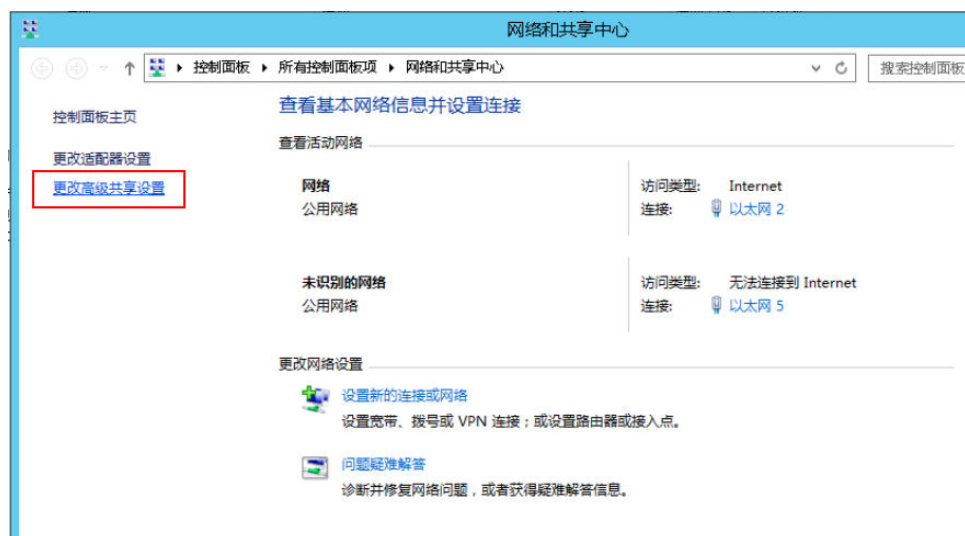 网络和共享中心
控制面板 所有控制面板项 网络和共享中心 搜索控制面板
控制面板主页
更改适配器设置
更改高级共享设置
查看基本网络信息并设置连接
查看活动网络
网络
公用网络
访问类型: Internet
连接: 以太网 2
未识别的网络
公用网络
访问类型: 无法连接到 Internet
连接: 以太网 5
更改网络设置
设置新的连接或网络
设置宽带、拨号或 VPN 连接；或设置路由器或接入点。
问题疑难解答
诊断并修复网络问题，或者获得疑难解答信息。